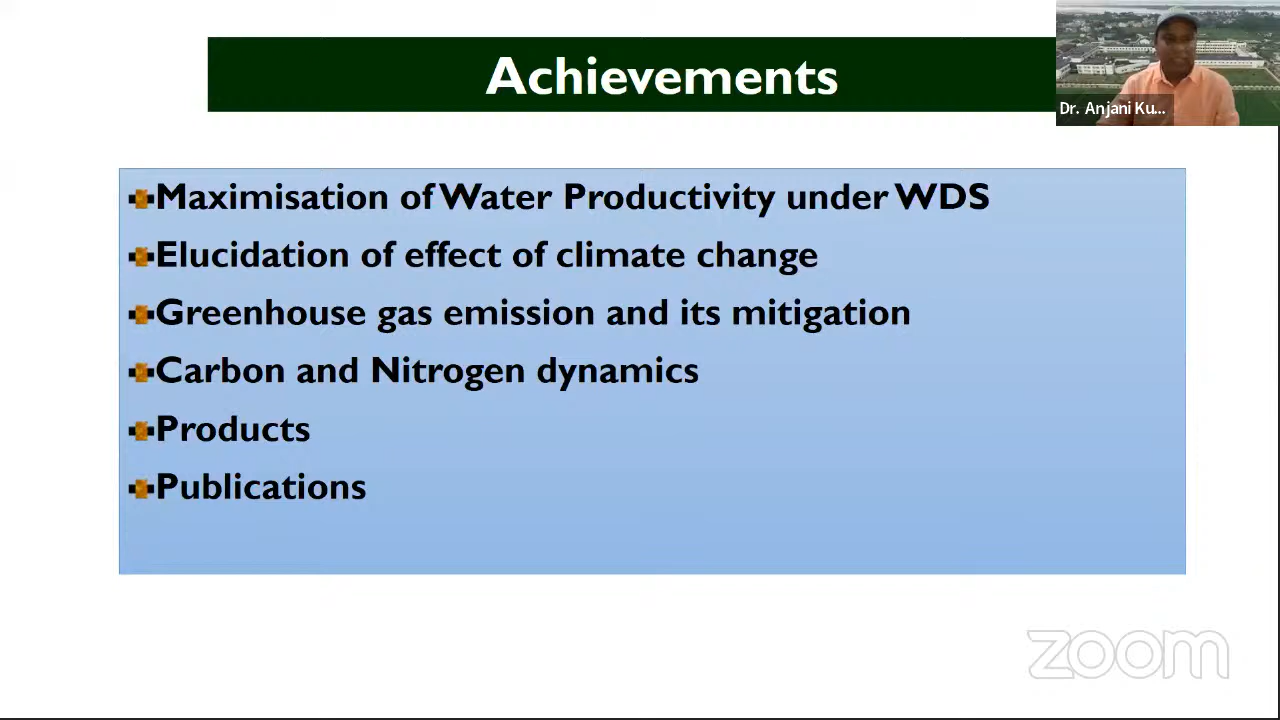 Achievements
Dr. Anjani Ku...
Maximisation of Water Productivity under WDS
Elucidation of effect of climate change
Greenhouse gas emission and its mitigation
Carbon and Nitrogen dynamics
Products
Publications
zoom